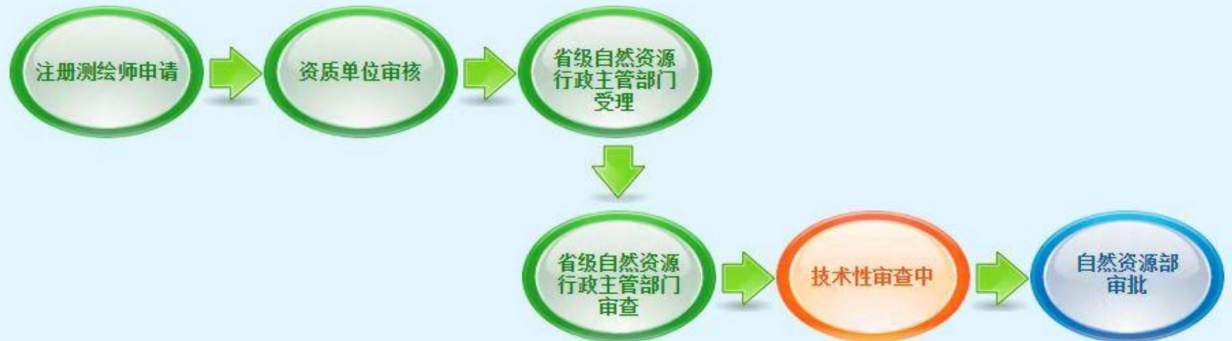 注册测绘师申请
资质单位审核
省级自然资源
行政主管部门
受理
省级自然资源
行政主管部门
审查
技术性审查中
自然资源部
审批